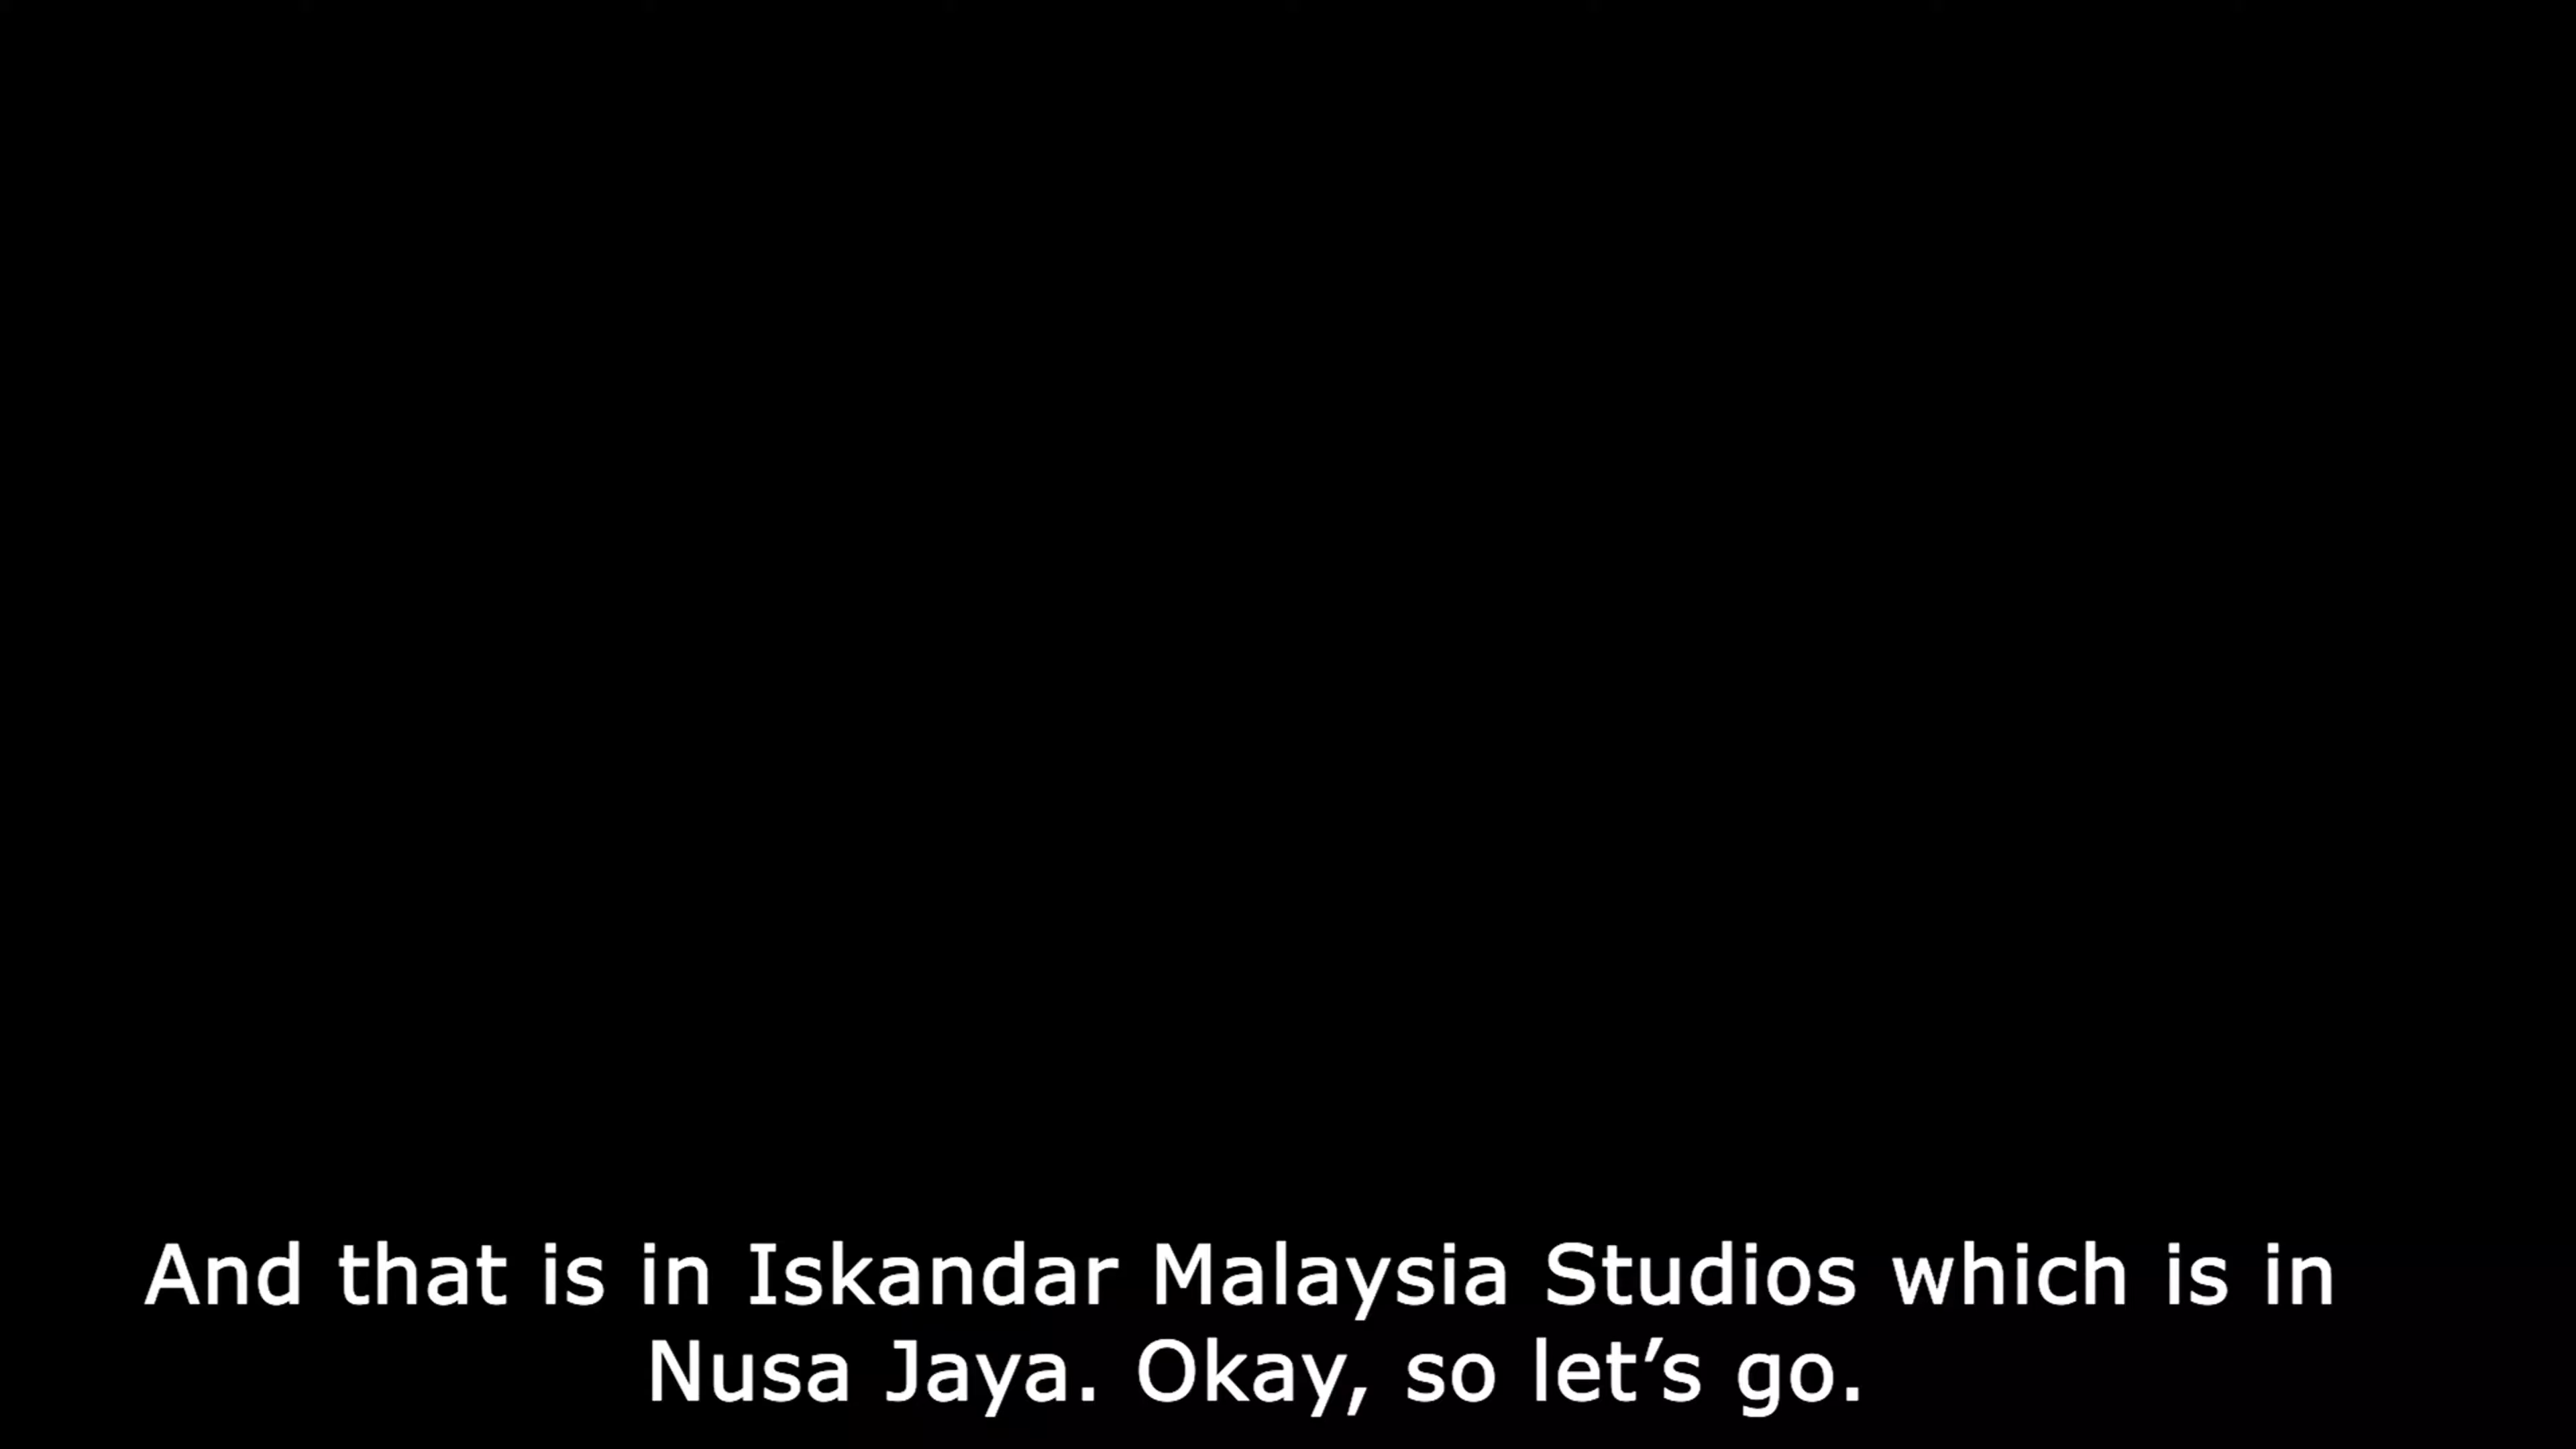 And that is in Iskandar Malaysia Studios which is in
Nusa Jaya. Okay, so let’s go.